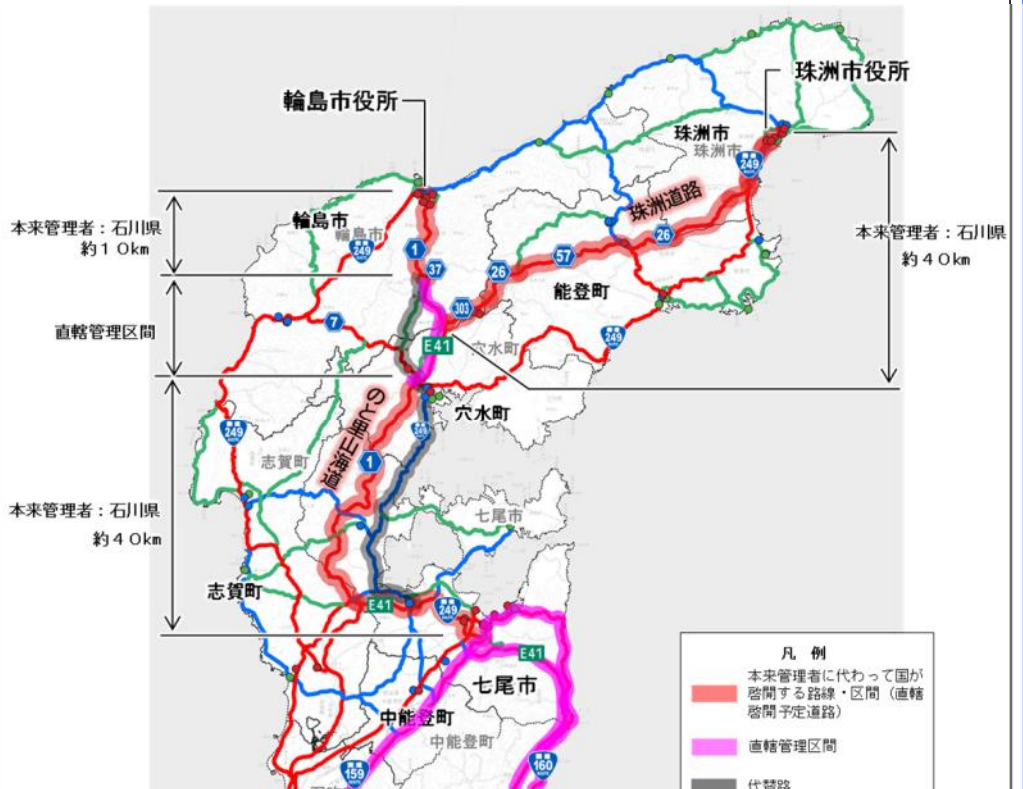 珠洲市役所
輪島市役所
珠洲市
珠洲市
249
珠洲道路
本来管理者：石川県
約１０km
輪島市
輪島市
249
1
37
26
57
26
本来管理者：石川県
約４０km
能登町
303
直轄管理区間
7
E41
穴水町
249
穴水町
のと里山海道
249
249
志賀町
1
本来管理者：石川県
約４０km
七尾市
志賀町
E41
249
E41
七尾市
中能登町
中能登町
159
160
凡 例
本来管理者に代わって国が
啓開する路線・区間（直轄
啓開予定道路）
直轄管理区間
代替路